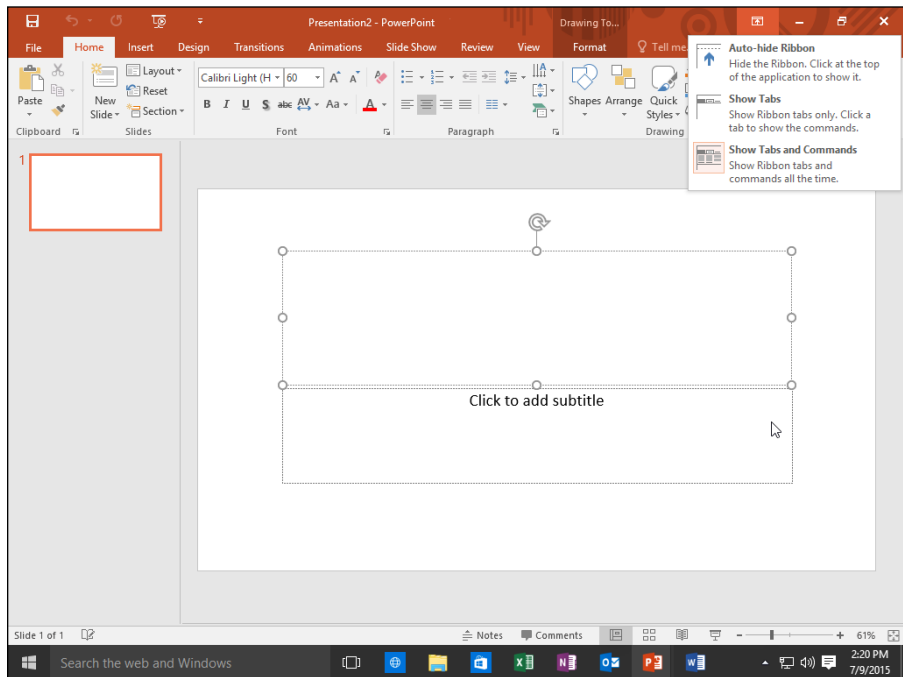 Presentation2 - PowerPoint
Drawing To...
File Home Insert Design Transitions Animations Slide Show Review View Format Tell me
Auto-hide Ribbon
Hide the Ribbon. Click at the top
of the application to show it.
Show Tabs
Show Ribbon tabs only. Click a
tab to show the commands.
Show Tabs and Commands
Show Ribbon tabs and
commands all the time.
Paste
New
Slide
Layout
Reset
Section
Calibri Light (H 60
B I U S abc AV Aa A
Shapes Arrange Quick
Styles
Clipboard Slides Font Paragraph Drawing
1
Click to add subtitle
Slide 1 of 1 Notes Comments 61%
Search the web and Windows
2:20 PM
7/9/2015